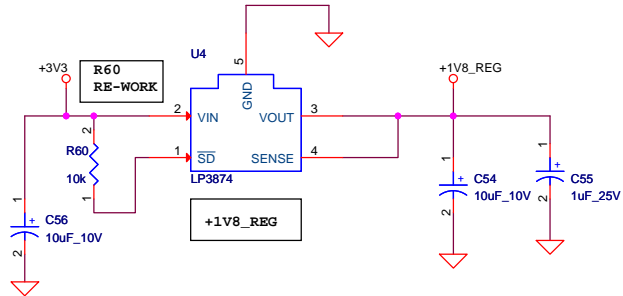 U4
+3V3
R60
RE-WORK
+1V8_REG
5
GND
2
VIN
VOUT
3
2
R60
10k
1
1
SD
SENSE
4
LP3874
+1V8_REG
1
C56
10uF_10V
2
1
C54
10uF_10V
2
1
C55
1uF_25V
2
+
+
+